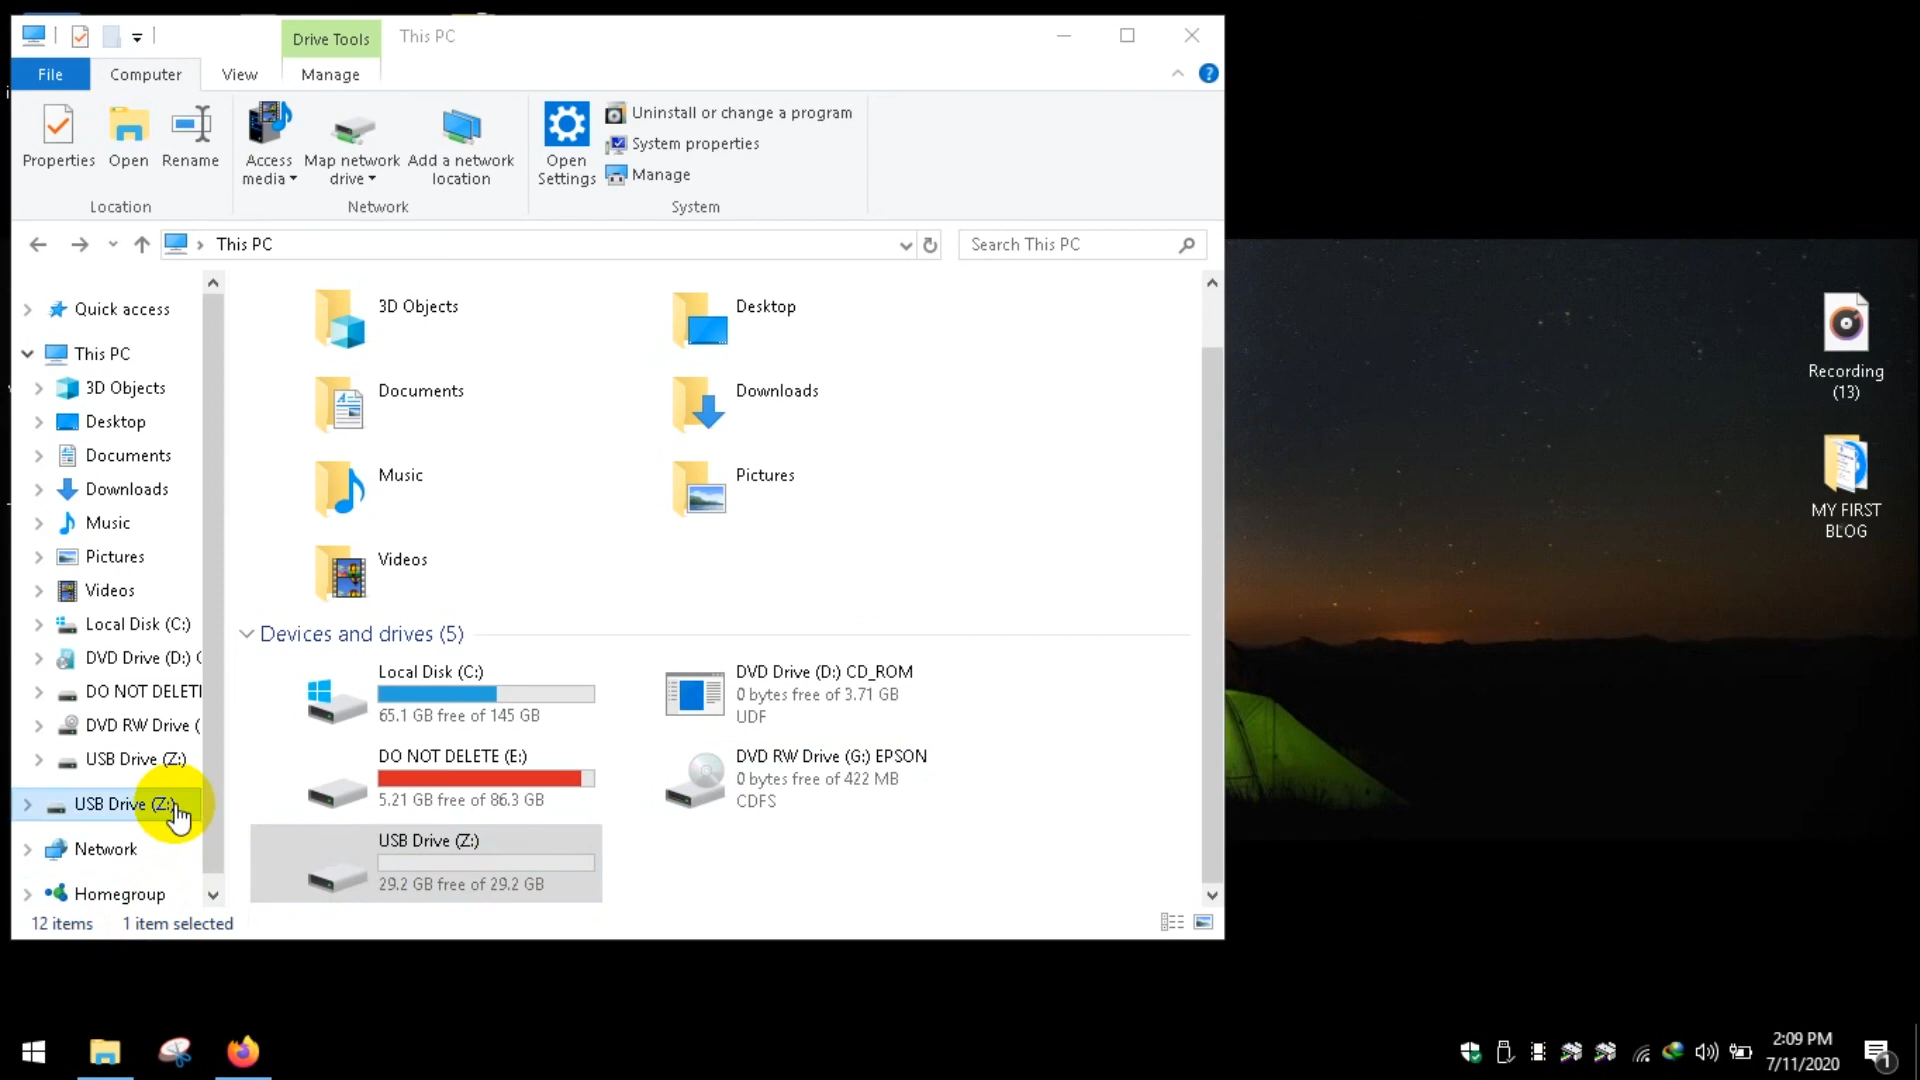 Drive Tools
This PC
File
Computer
View
Manage
Properties
Open
Rename
Access
media
Map network
drive
Add a network
location
Open
Settings
Uninstall or change a program
System properties
Manage
Location
Network
System
This PC
Search This PC
Quick access
This PC
3D Objects
Desktop
Documents
Downloads
Music
Pictures
Videos
Local Disk (C:)
DVD Drive (D:) C
DO NOT DELETI
DVD RW Drive (
USB Drive (Z:)
USB Drive (Z:)
Network
Homegroup
3D Objects
Desktop
Documents
Downloads
Music
Pictures
Videos
Devices and drives (5)
Local Disk (C:)
65.1 GB free of 145 GB
DVD Drive (D:) CD_ROM
0 bytes free of 3.71 GB
UDF
DO NOT DELETE (E:)
5.21 GB free of 86.3 GB
DVD RW Drive (G:) EPSON
0 bytes free of 422 MB
CDFS
USB Drive (Z:)
29.2 GB free of 29.2 GB
12 items
1 item selected
Recording
(13)
MY FIRST
BLOG
2:09 PM
7/11/2020
1